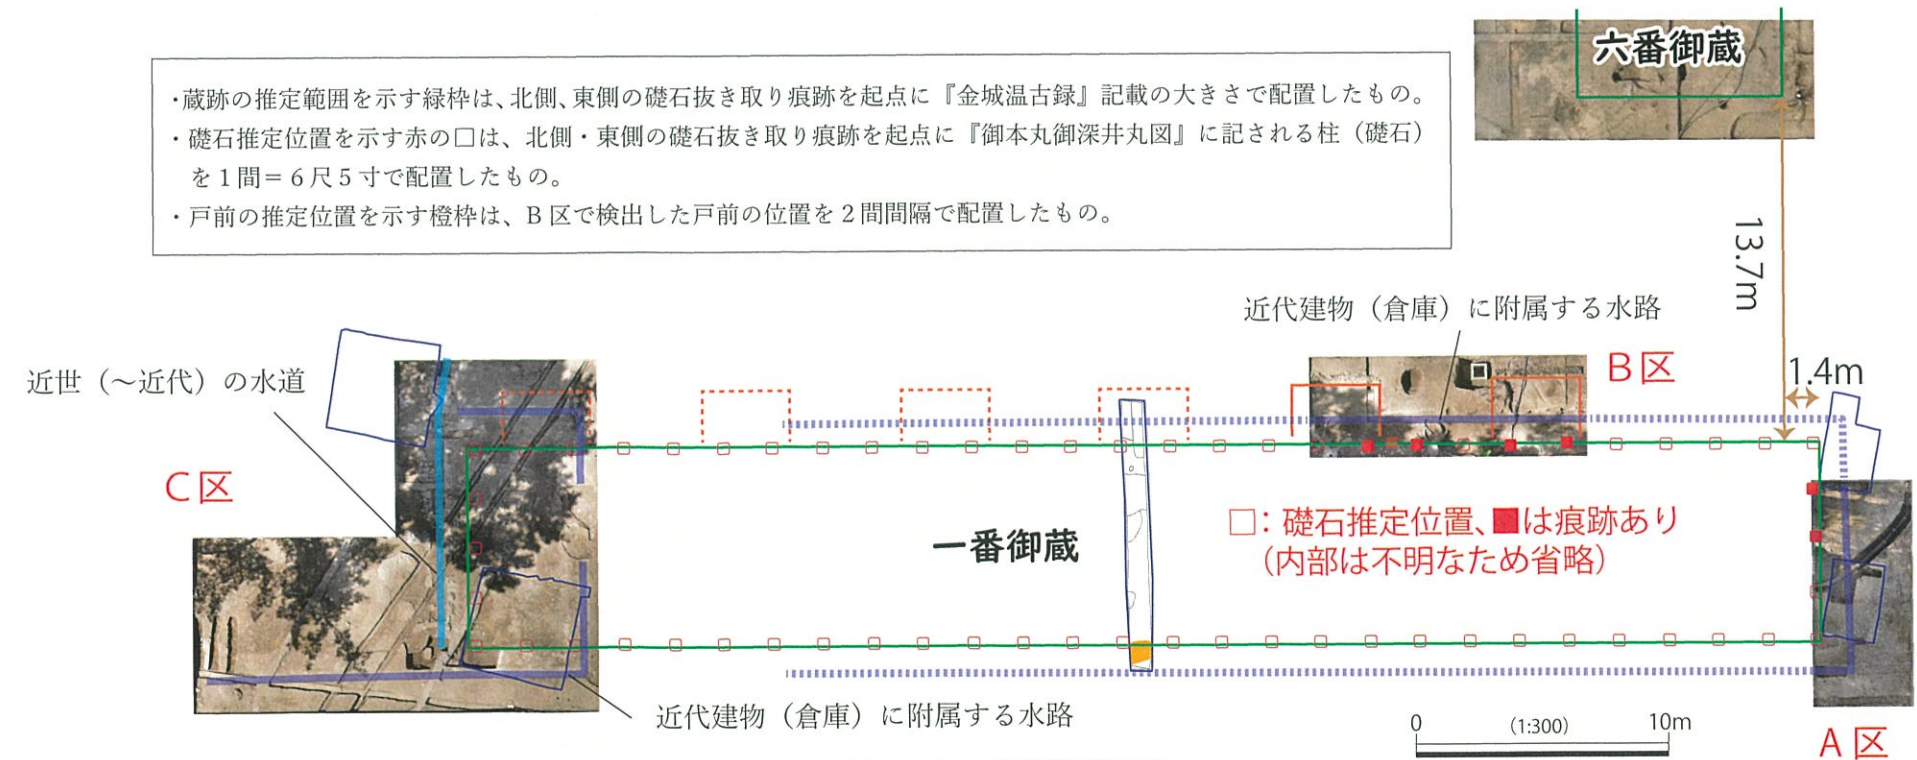 六番御蔵
・蔵跡の推定範囲を示す緑枠は、北側、東側の礎石抜き取り痕跡を起点に『金城温古録』記載の大きさで配置したもの。
・礎石推定位置を示す赤の□は、北側・東側の礎石抜き取り痕跡を起点に『御本丸御深井丸図』に記される柱（礎石）
を1間＝6尺5寸で配置したもの。
・戸前の推定位置を示す橙枠は、B区で検出した戸前の位置を2間間隔で配置したもの。
13.7m
近代建物（倉庫）に附属する水路
B区
1.4m
近世（～近代）の水道
C区
一番御蔵
□：礎石推定位置、■は痕跡あり
（内部は不明なため省略）
近代建物（倉庫）に附属する水路
0 (1:300) 10m
A区